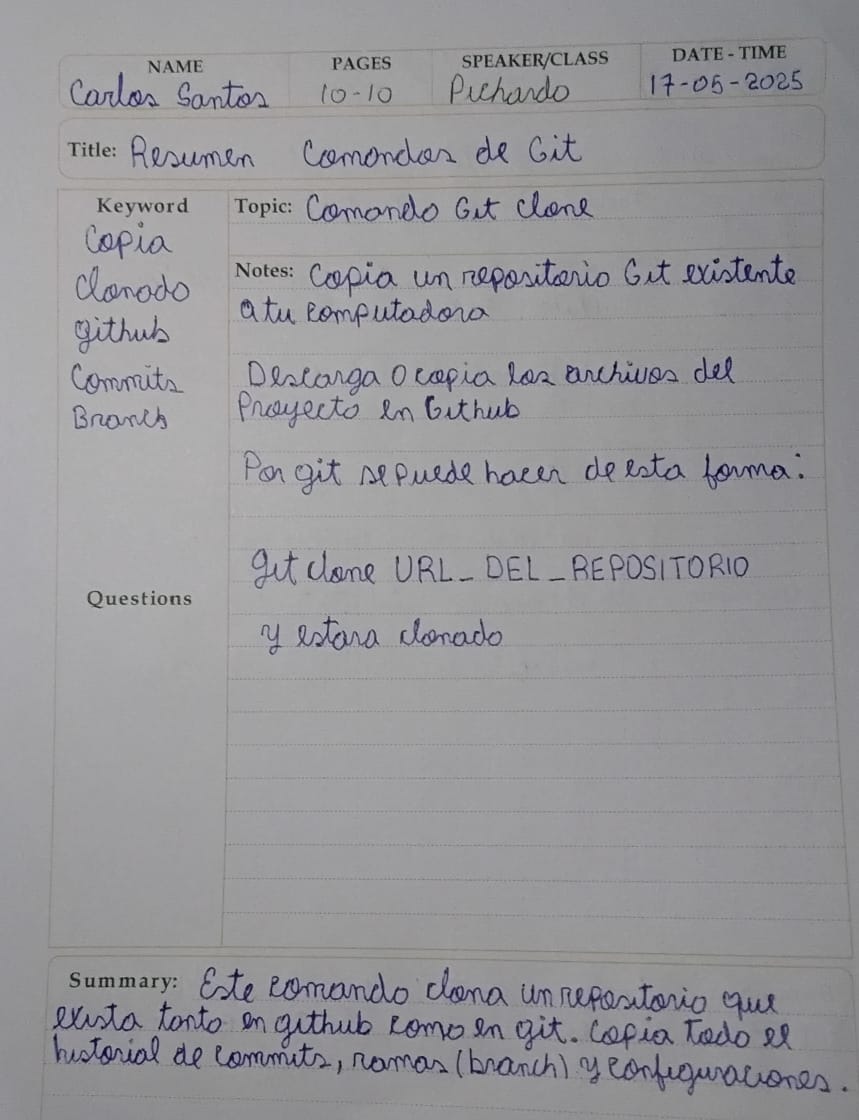 NAME PAGES SPEAKER/CLASS DATE - TIME
Carlos Santos 10-10 Pichardo 17-05-2025
Title: Resumen Comandos de Git
Keyword
Copia
Clonado
github
Commits
Branch
Questions
Topic: Comando Git clone
Notes: Copia un repositorio Git existente
a tu computadora
Descarga o copia los archivos del
Proyecto en Github
Por git se puede hacer de esta forma:
git clone URL_DEL_REPOSITORIO
y estara clonado
Summary: Este comando clona un repositorio que
exista tanto en github como en git. Copia todo el
historial de commits, ramas (branch) y configuraciones.